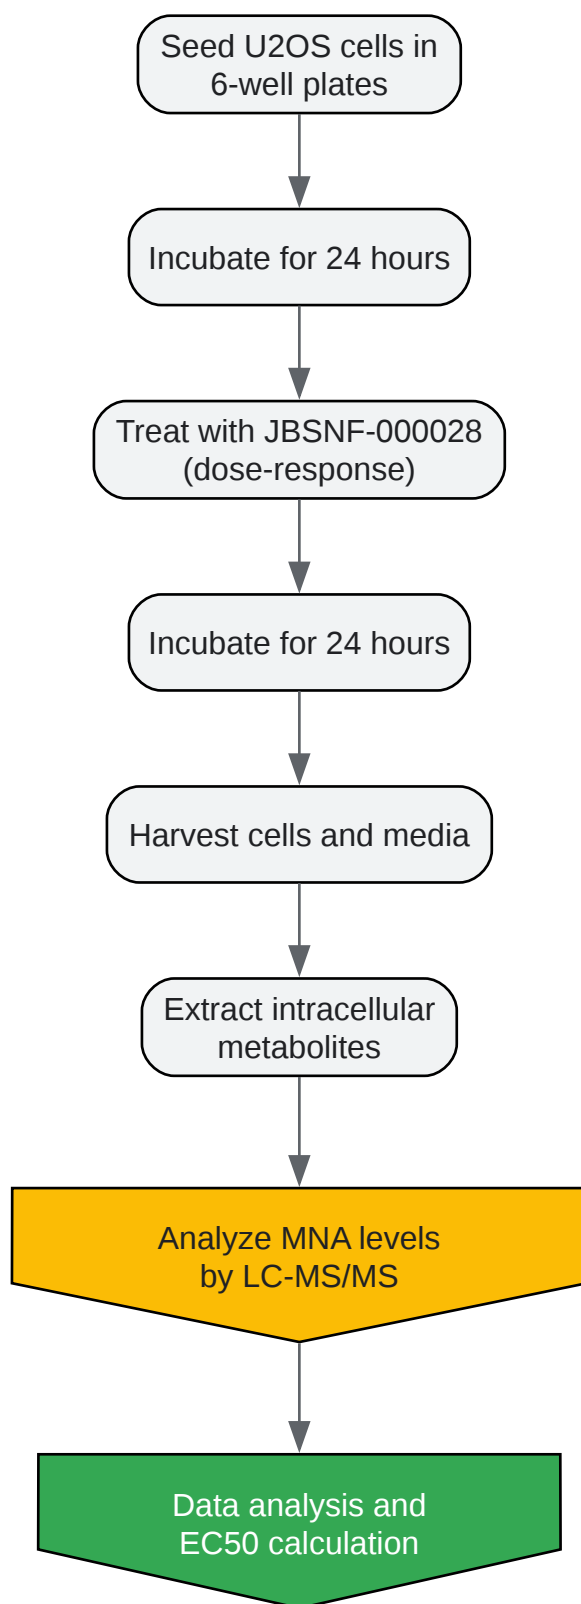 Seed U2OS cells in
6-well plates
Incubate for 24 hours
Treat with JBSNF-000028
(dose-response)
Incubate for 24 hours
Harvest cells and media
Extract intracellular
metabolites
Analyze MNA levels
by LC-MS/MS
Data analysis and
EC50 calculation